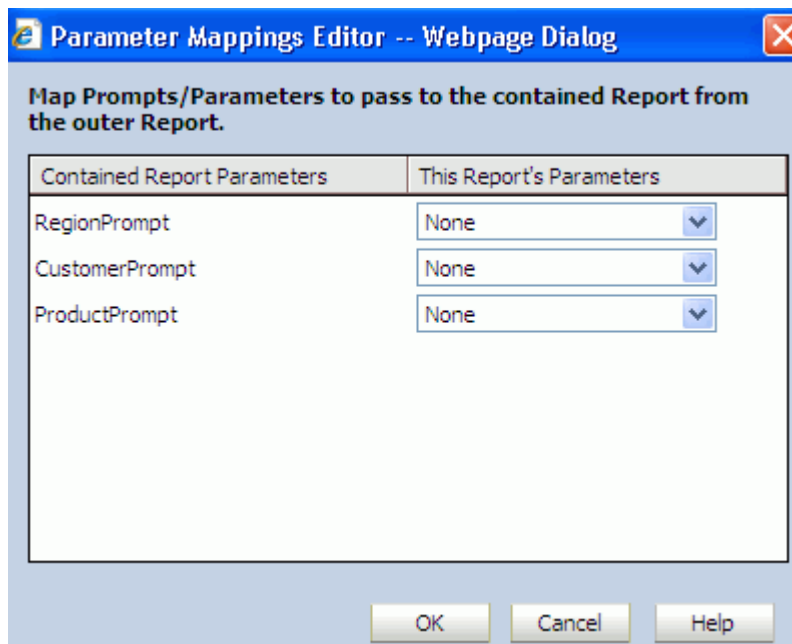 Parameter Mappings Editor -- Webpage Dialog
Map Prompts/Parameters to pass to the contained Report from
the outer Report.
Contained Report Parameters This Report's Parameters
RegionPrompt None
CustomerPrompt None
ProductPrompt None
OK Cancel Help